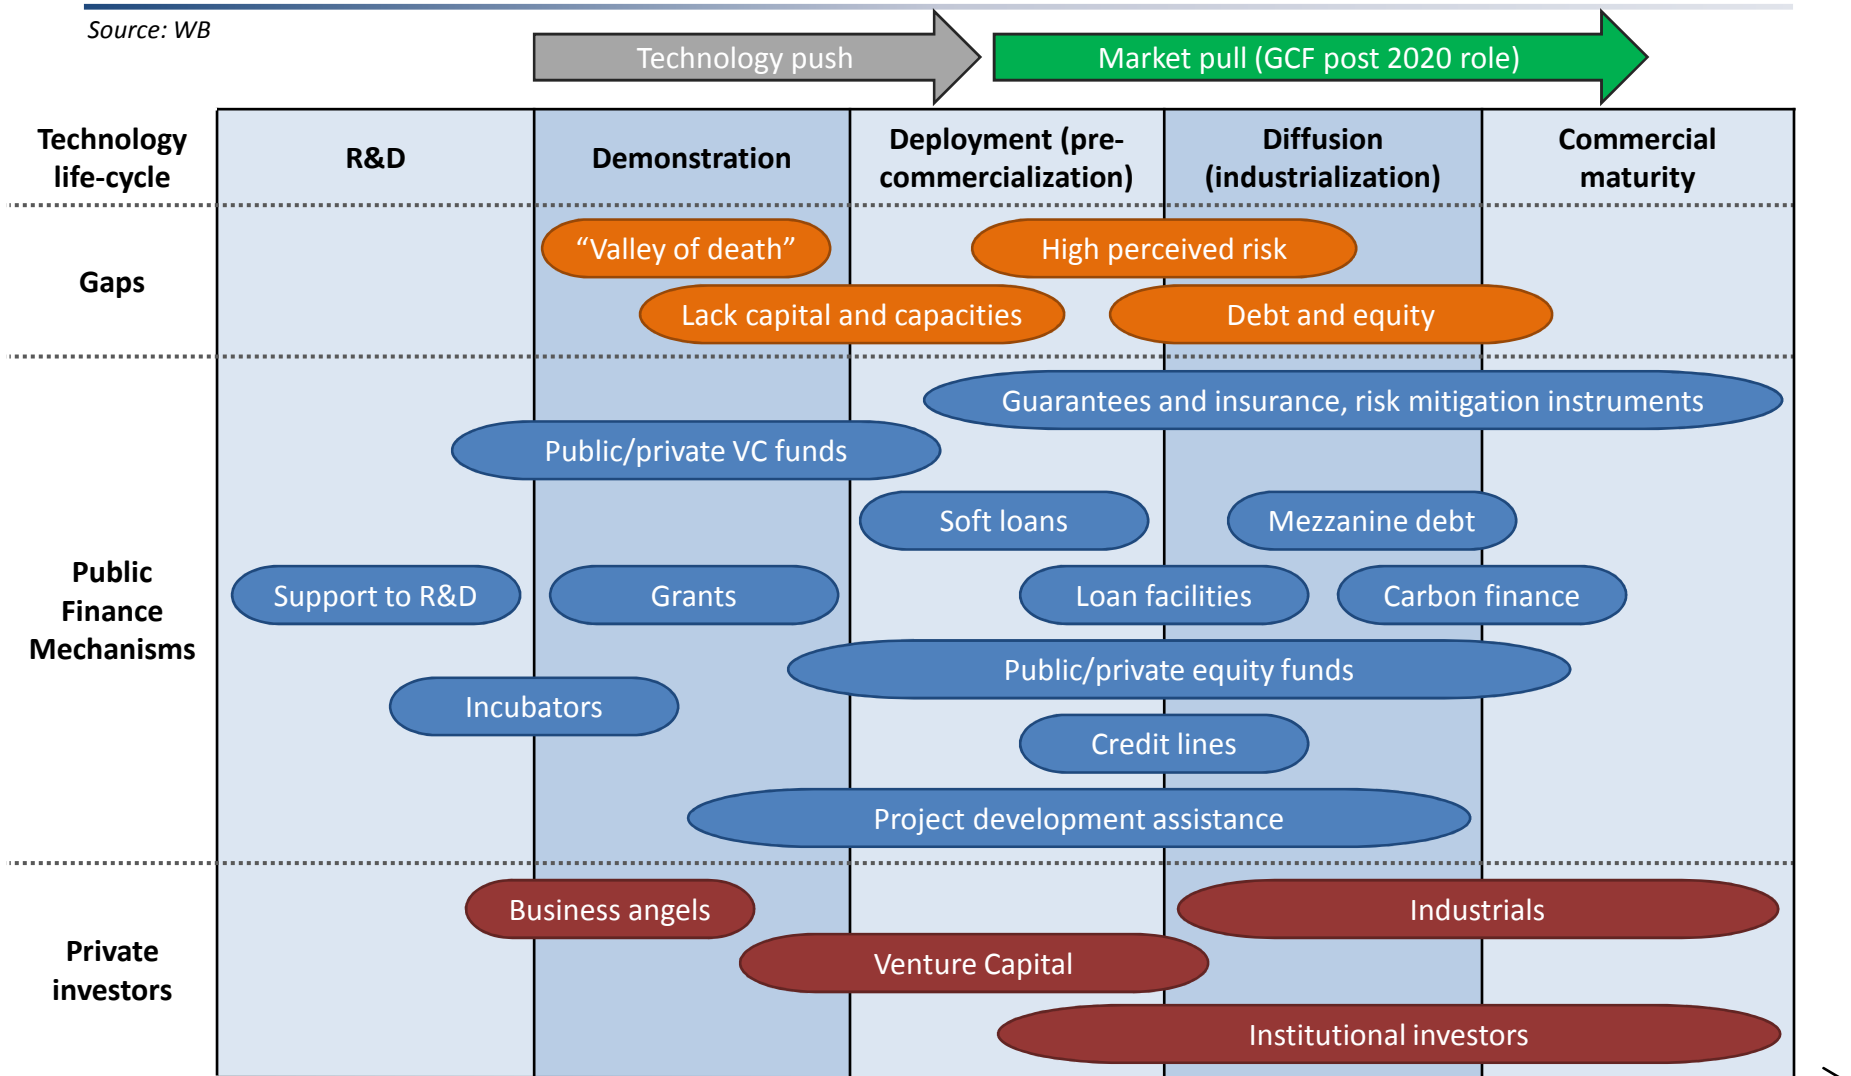 Source: WB
Technology push
Market pull (GCF post 2020 role)
Technology
life-cycle
R&D
Demonstration
Deployment (pre-
commercialization)
Diffusion
(industrialization)
Commercial
maturity
Gaps
“Valley of death”
High perceived risk
Lack capital and capacities
Debt and equity
Public
Finance
Mechanisms
Guarantees and insurance, risk mitigation instruments
Public/private VC funds
Soft loans
Mezzanine debt
Support to R&D
Grants
Loan facilities
Carbon finance
Public/private equity funds
Incubators
Credit lines
Project development assistance
Private
investors
Business angels
Industrials
Venture Capital
Institutional investors